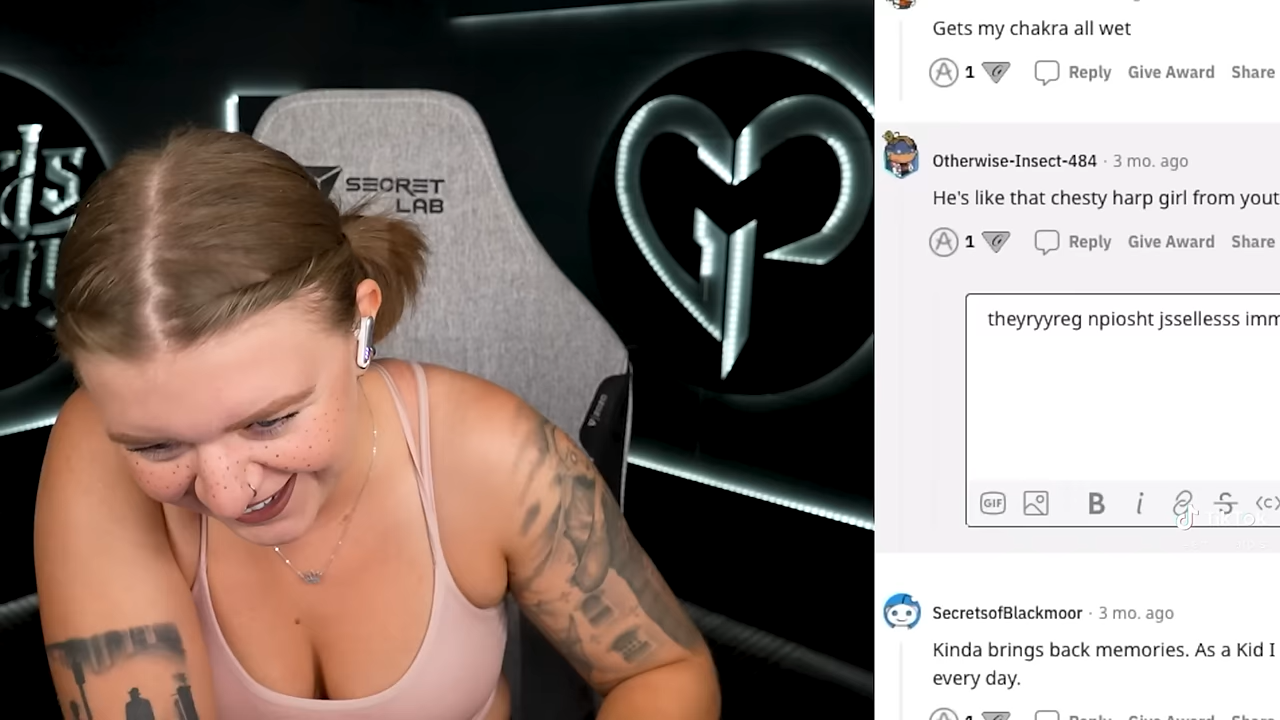 SECRET
LAB
Gets my chakra all wet
1 Reply Give Award Share
Otherwise-Insect-484 · 3 mo. ago
He's like that chesty harp girl from yout
1 Reply Give Award Share
theyryyreg npiosht jssellesss imm
GIF B i S <c>
TikTok
SecretsofBlackmoor · 3 mo. ago
Kinda brings back memories. As a Kid I
every day.